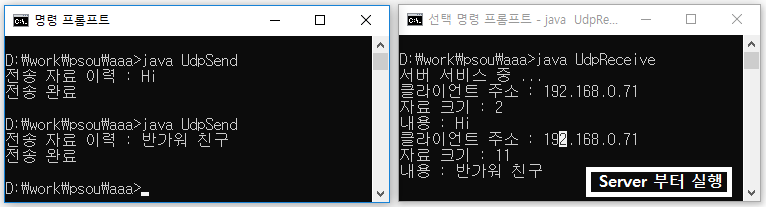 명령 프롬프트
D:\work\psou\aaa>java UdpSend
전송 자료 이력 : Hi
전송 완료
D:\work\psou\aaa>java UdpSend
전송 자료 이력 : 반가워 친구
전송 완료
D:\work\psou\aaa>
선택 명령 프롬프트 - java UdpRe...
D:\work\psou\aaa>java UdpReceive
서버 서비스 중 ...
클라이언트 주소 : 192.168.0.71
자료 크기 : 2
내용 : Hi
클라이언트 주소 : 192.168.0.71
자료 크기 : 11
내용 : 반가워 친구
Server 부터 실행